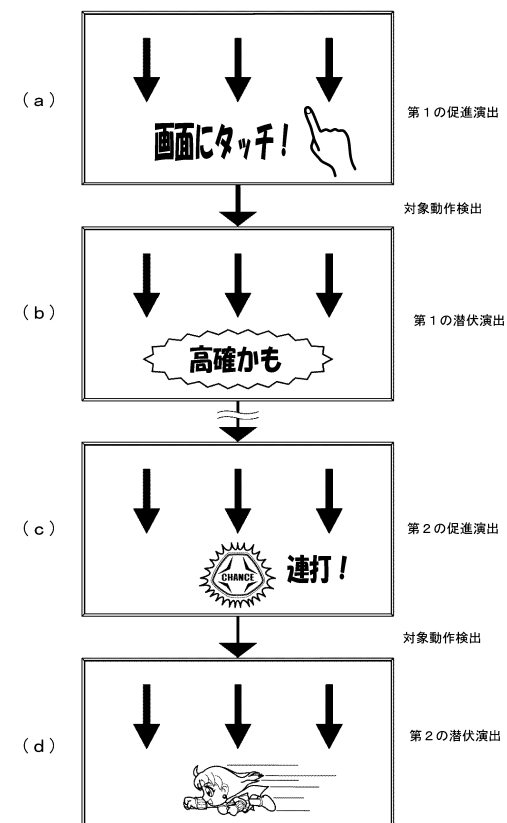 （ａ）
第１の促進演出
画面にタッチ！
対象動作検出
（ｂ）
第１の潜伏演出
高確かも
（ｃ）
第２の促進演出
CHANCE 連打！
対象動作検出
（ｄ）
第２の潜伏演出